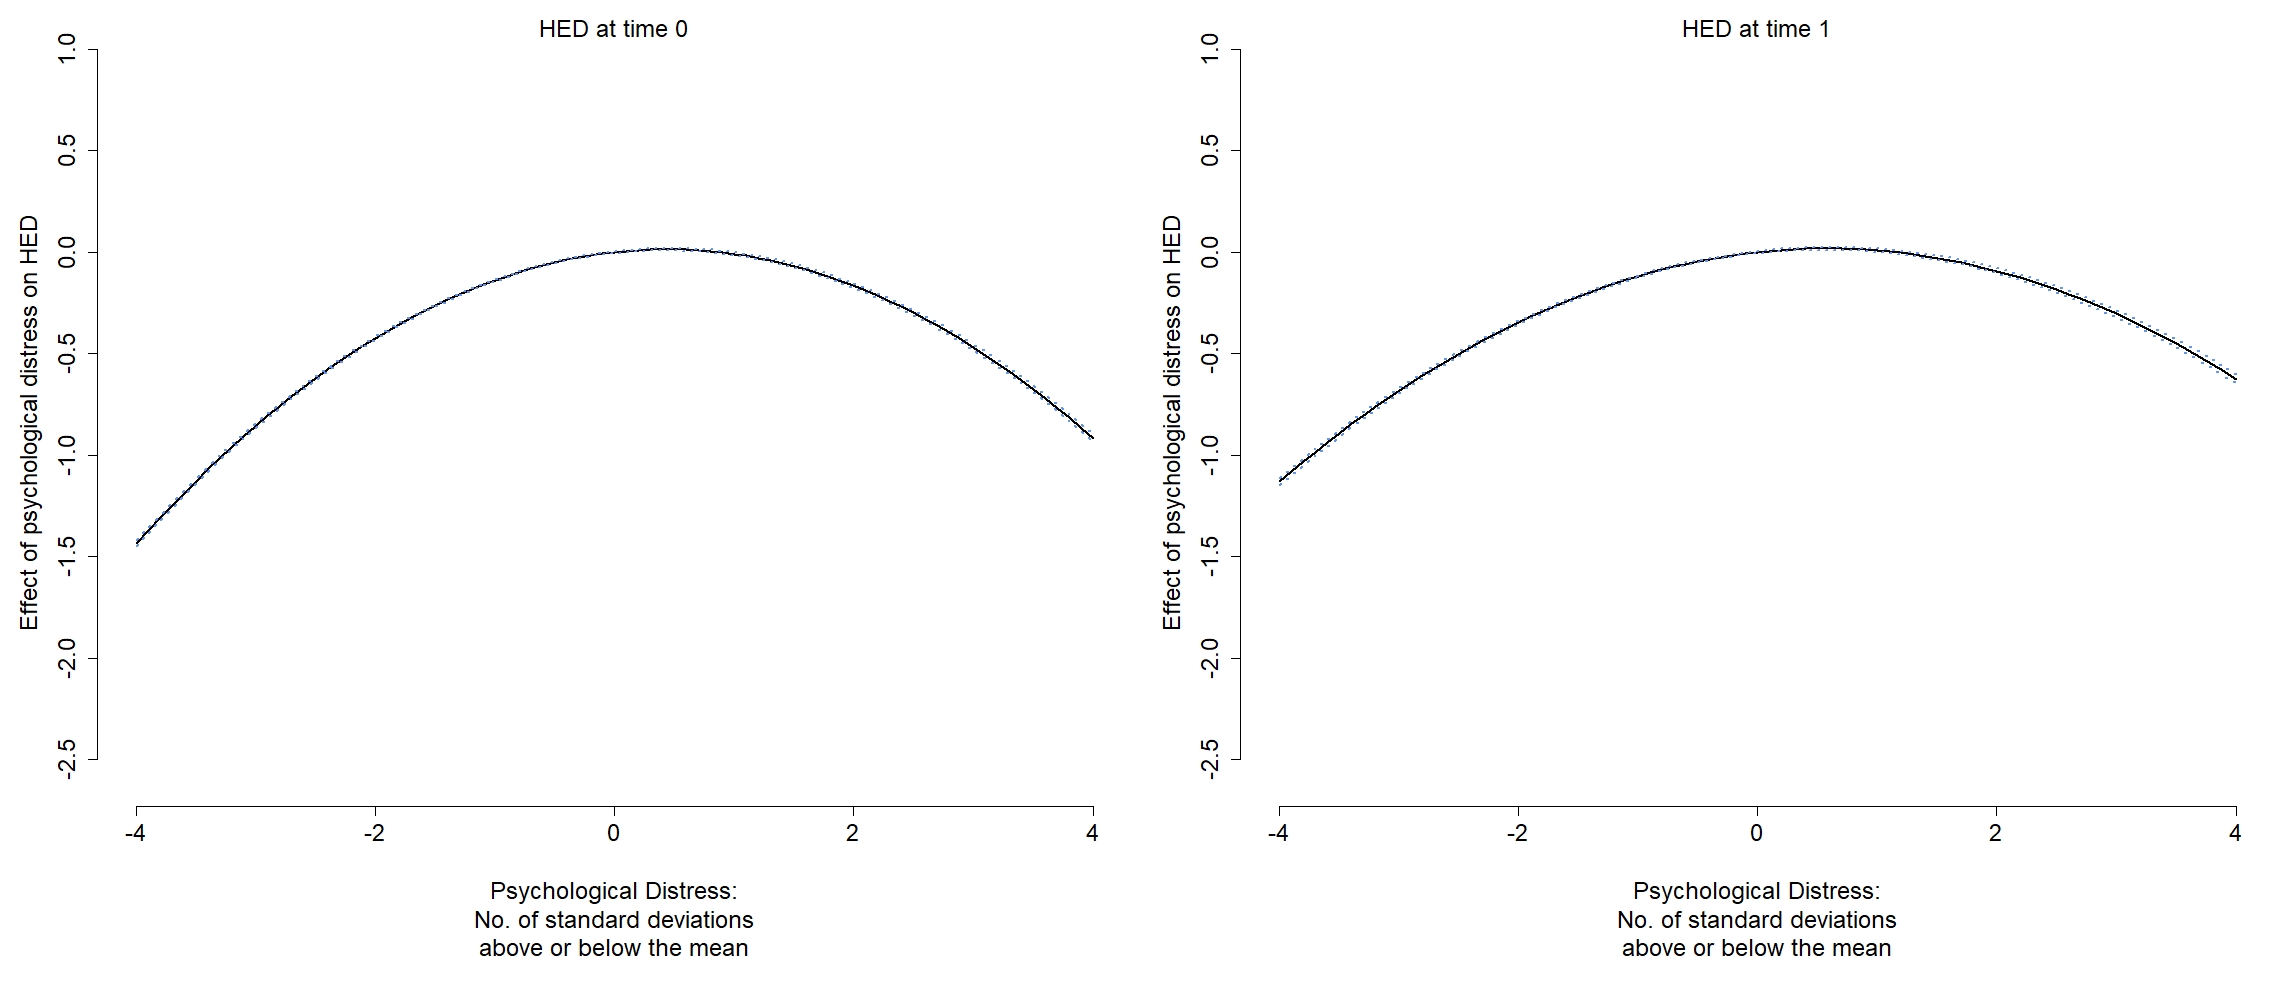 HED at time 0
1.0
0.5
0.0
-0.5
-1.0
-1.5
-2.0
-2.5
Effect of psychological distress on HED
-4 -2 0 2 4
Psychological Distress:
No. of standard deviations
above or below the mean
HED at time 1
1.0
0.5
0.0
-0.5
-1.0
-1.5
-2.0
-2.5
Effect of psychological distress on HED
-4 -2 0 2 4
Psychological Distress:
No. of standard deviations
above or below the mean